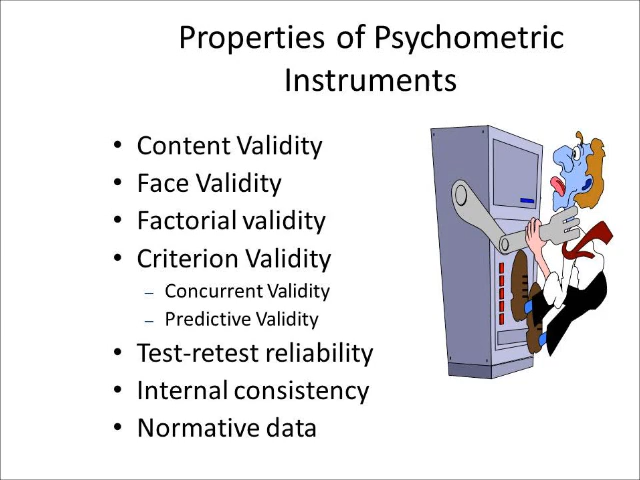 Properties of Psychometric
Instruments
• Content Validity
• Face Validity
• Factorial validity
• Criterion Validity
– Concurrent Validity
– Predictive Validity
• Test-retest reliability
• Internal consistency
• Normative data